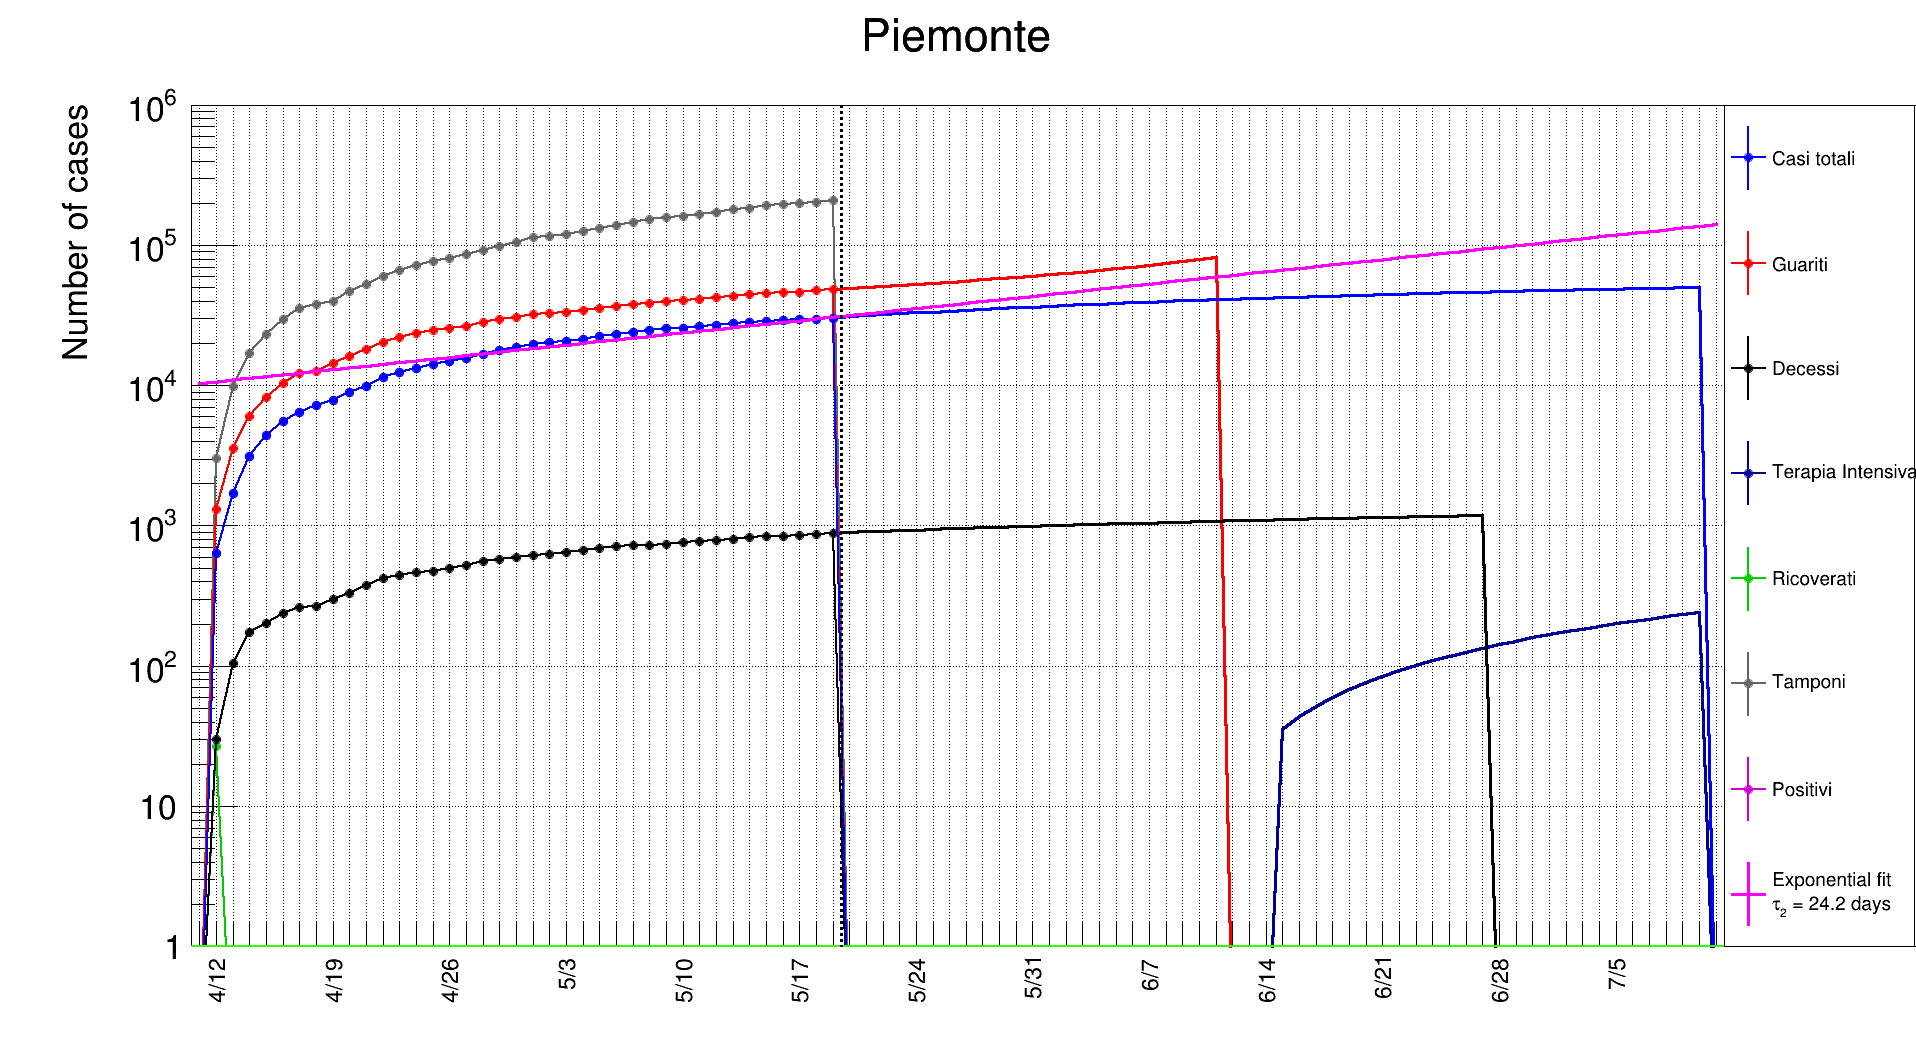 Piemonte
Number of cases
10^6
10^5
10^4
10^3
10^2
10
1
4/12
4/19
4/26
5/3
5/10
5/17
5/24
5/31
6/7
6/14
6/21
6/28
7/5
Casi totali
Guariti
Decessi
Terapia Intensiva
Ricoverati
Tamponi
Positivi
Exponential fit
τ₂ = 24.2 days